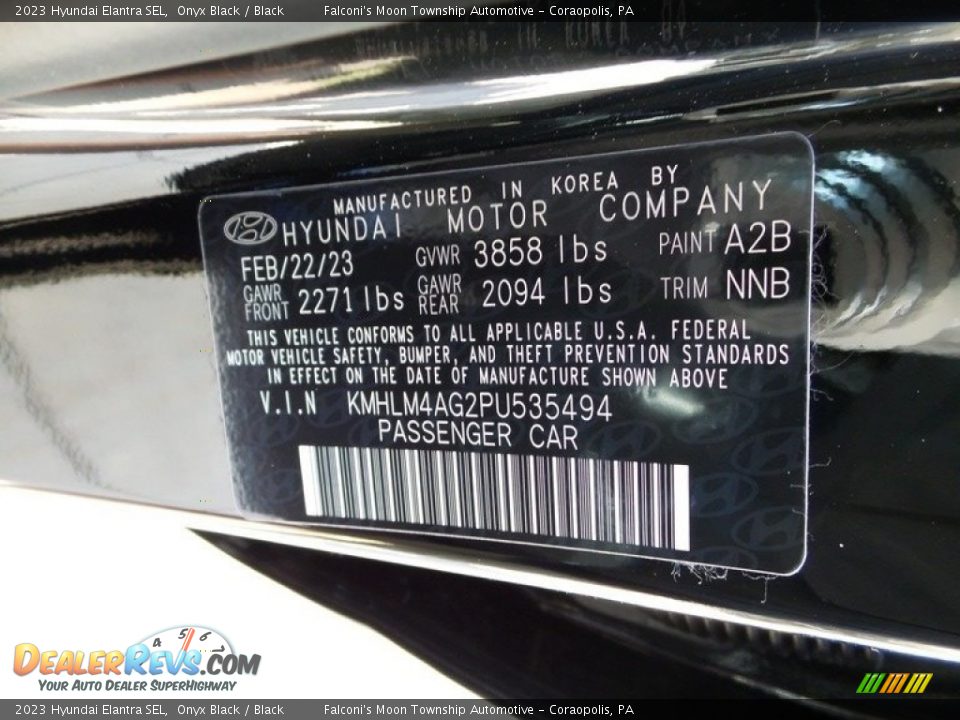 2023 Hyundai Elantra SEL, Onyx Black / Black Falconi's Moon Township Automotive - Coraopolis, PA
MANUFACTURED IN KOREA BY
HYUNDAI MOTOR COMPANY
FEB/22/23 GVWR 3858 lbs PAINT A2B
GAWR FRONT 2271 lbs GAWR REAR 2094 lbs TRIM NNB
THIS VEHICLE CONFORMS TO ALL APPLICABLE U.S.A. FEDERAL
MOTOR VEHICLE SAFETY, BUMPER, AND THEFT PREVENTION STANDARDS
IN EFFECT ON THE DATE OF MANUFACTURE SHOWN ABOVE
V.I.N KMHLM4AG2PU535494
PASSENGER CAR
4 5 6
DEALERREVS.COM
YOUR AUTO DEALER SUPERHIGHWAY
2023 Hyundai Elantra SEL, Onyx Black / Black Falconi's Moon Township Automotive - Coraopolis, PA